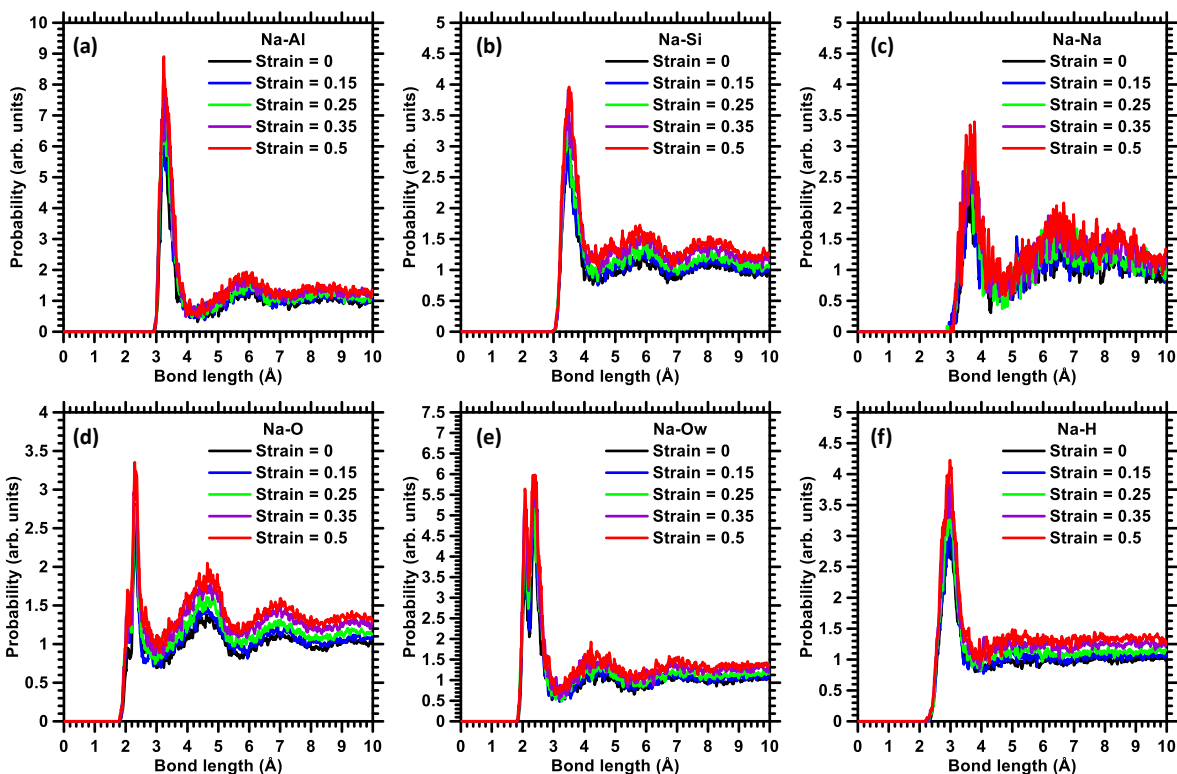 (a)
Na-Al
Strain = 0
Strain = 0.15
Strain = 0.25
Strain = 0.35
Strain = 0.5
Probability (arb. units)
10
9
8
7
6
5
4
3
2
1
0
0 1 2 3 4 5 6 7 8 9 10
Bond length (Å)
(b)
Na-Si
Strain = 0
Strain = 0.15
Strain = 0.25
Strain = 0.35
Strain = 0.5
Probability (arb. units)
5
4.5
4
3.5
3
2.5
2
1.5
1
0.5
0
0 1 2 3 4 5 6 7 8 9 10
Bond length (Å)
(c)
Na-Na
Strain = 0
Strain = 0.15
Strain = 0.25
Strain = 0.35
Strain = 0.5
Probability (arb. units)
5
4.5
4
3.5
3
2.5
2
1.5
1
0.5
0
0 1 2 3 4 5 6 7 8 9 10
Bond length (Å)
(d)
Na-O
Strain = 0
Strain = 0.15
Strain = 0.25
Strain = 0.35
Strain = 0.5
Probability (arb. units)
4
3.5
3
2.5
2
1.5
1
0.5
0
0 1 2 3 4 5 6 7 8 9 10
Bond length (Å)
(e)
Na-Ow
Strain = 0
Strain = 0.15
Strain = 0.25
Strain = 0.35
Strain = 0.5
Probability (arb. units)
7.5
7
6.5
6
5.5
5
4.5
4
3.5
3
2.5
2
1.5
1
0.5
0
0 1 2 3 4 5 6 7 8 9 10
Bond length (Å)
(f)
Na-H
Strain = 0
Strain = 0.15
Strain = 0.25
Strain = 0.35
Strain = 0.5
Probability (arb. units)
5
4.5
4
3.5
3
2.5
2
1.5
1
0.5
0
0 1 2 3 4 5 6 7 8 9 10
Bond length (Å)